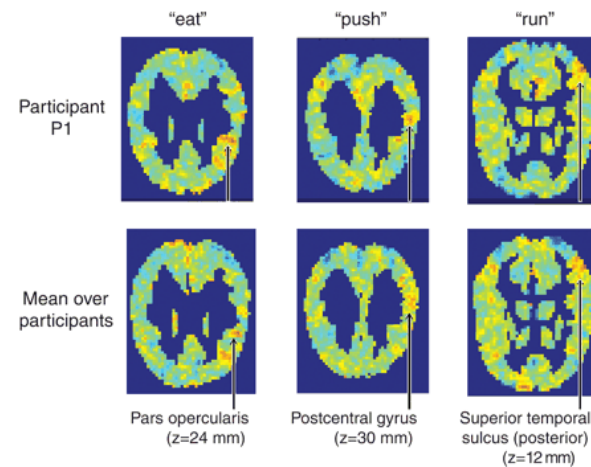 "eat"
"push"
"run"
Participant
P1
Mean over
participants
Pars opercularis
(z=24 mm)
Postcentral gyrus
(z=30 mm)
Superior temporal
sulcus (posterior)
(z=12 mm)